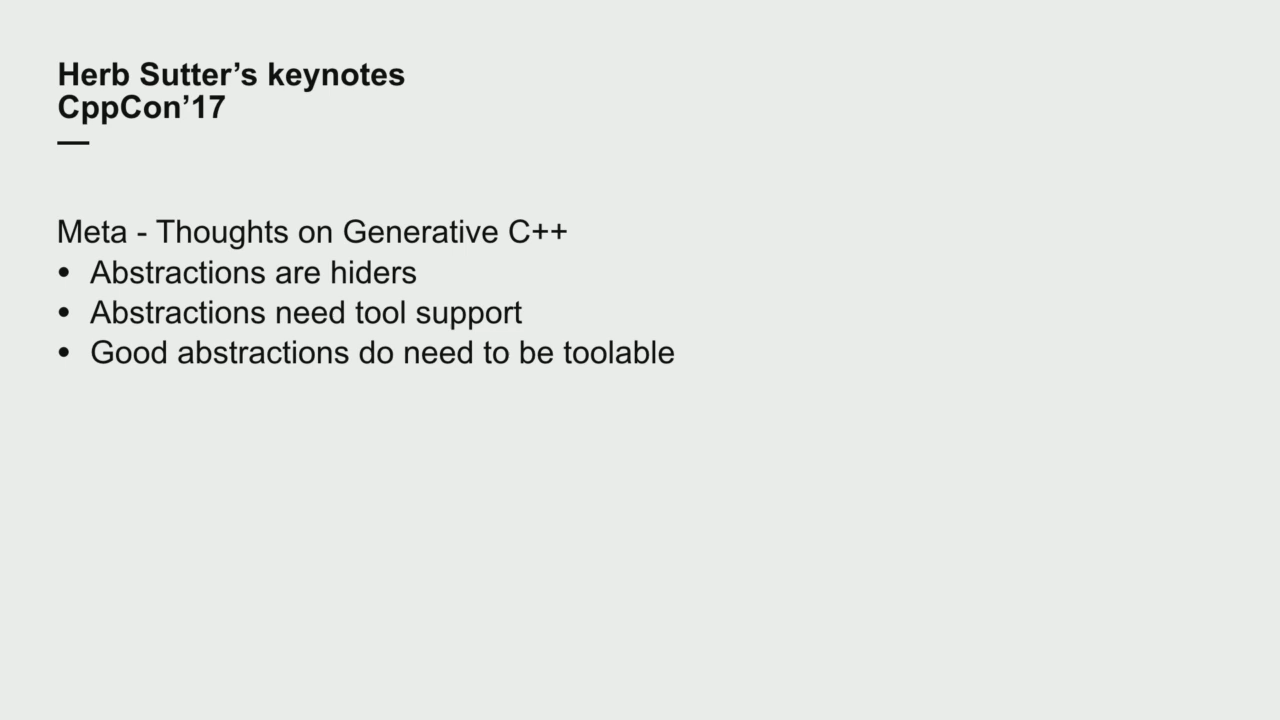 Herb Sutter’s keynotes
CppCon’17
Meta - Thoughts on Generative C++
• Abstractions are hiders
• Abstractions need tool support
• Good abstractions do need to be toolable